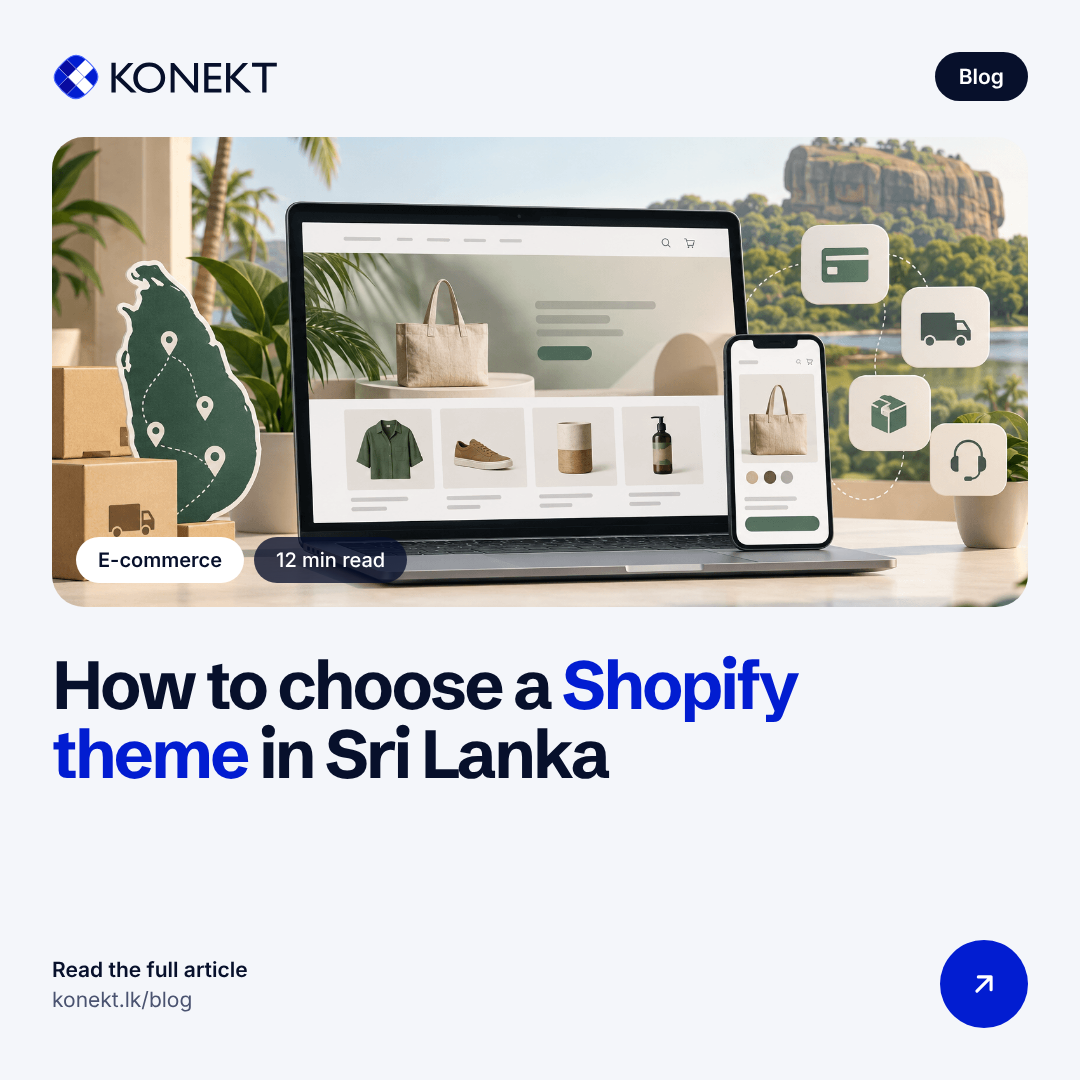 KONEKT
Blog
E-commerce
12 min read
How to choose a Shopify
theme in Sri Lanka
Read the full article
konekt.lk/blog